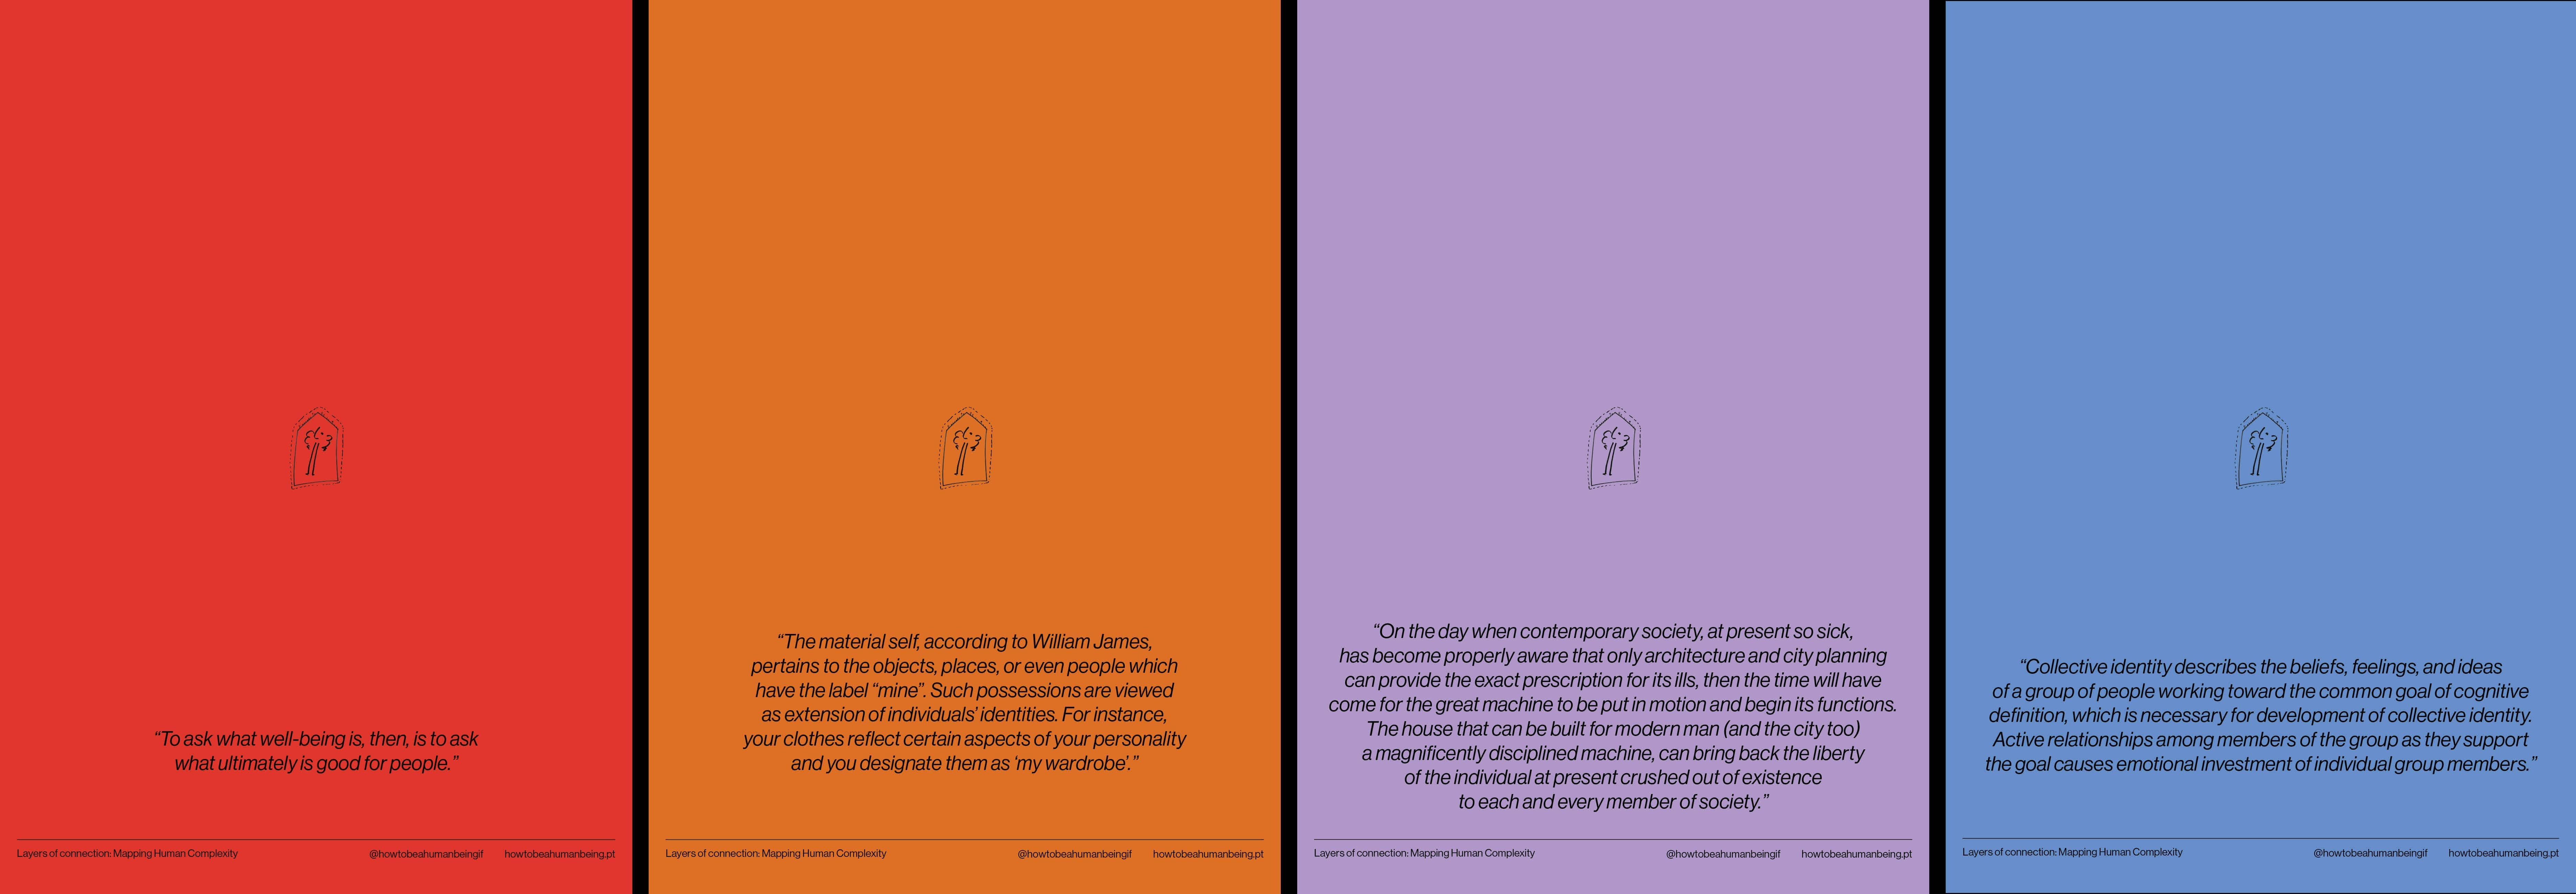 “To ask what well-being is, then, is to ask
what ultimately is good for people.”
Layers of connection: Mapping Human Complexity
@howtobeahumanbeingif
howtobeahumanbeing.pt
“The material self, according to William James,
pertains to the objects, places, or even people which
have the label “mine”. Such possessions are viewed
as extension of individuals’ identities. For instance,
your clothes reflect certain aspects of your personality
and you designate them as ‘my wardrobe’.”
Layers of connection: Mapping Human Complexity
@howtobeahumanbeingif
howtobeahumanbeing.pt
“On the day when contemporary society, at present so sick,
has become properly aware that only architecture and city planning
can provide the exact prescription for its ills, then the time will have
come for the great machine to be put in motion and begin its functions.
The house that can be built for modern man (and the city too)
a magnificently disciplined machine, can bring back the liberty
of the individual at present crushed out of existence
to each and every member of society.”
Layers of connection: Mapping Human Complexity
@howtobeahumanbeingif
howtobeahumanbeing.pt
“Collective identity describes the beliefs, feelings, and ideas
of a group of people working toward the common goal of cognitive
definition, which is necessary for development of collective identity.
Active relationships among members of the group as they support
the goal causes emotional investment of individual group members.”
Layers of connection: Mapping Human Complexity
@howtobeahumanbeingif
howtobeahumanbeing.pt